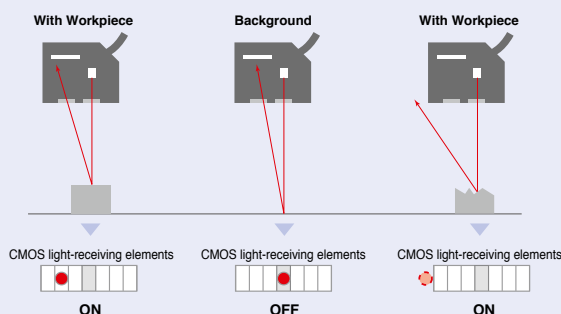 With Workpiece
Background
With Workpiece
CMOS light-receiving elements
CMOS light-receiving elements
CMOS light-receiving elements
ON
OFF
ON